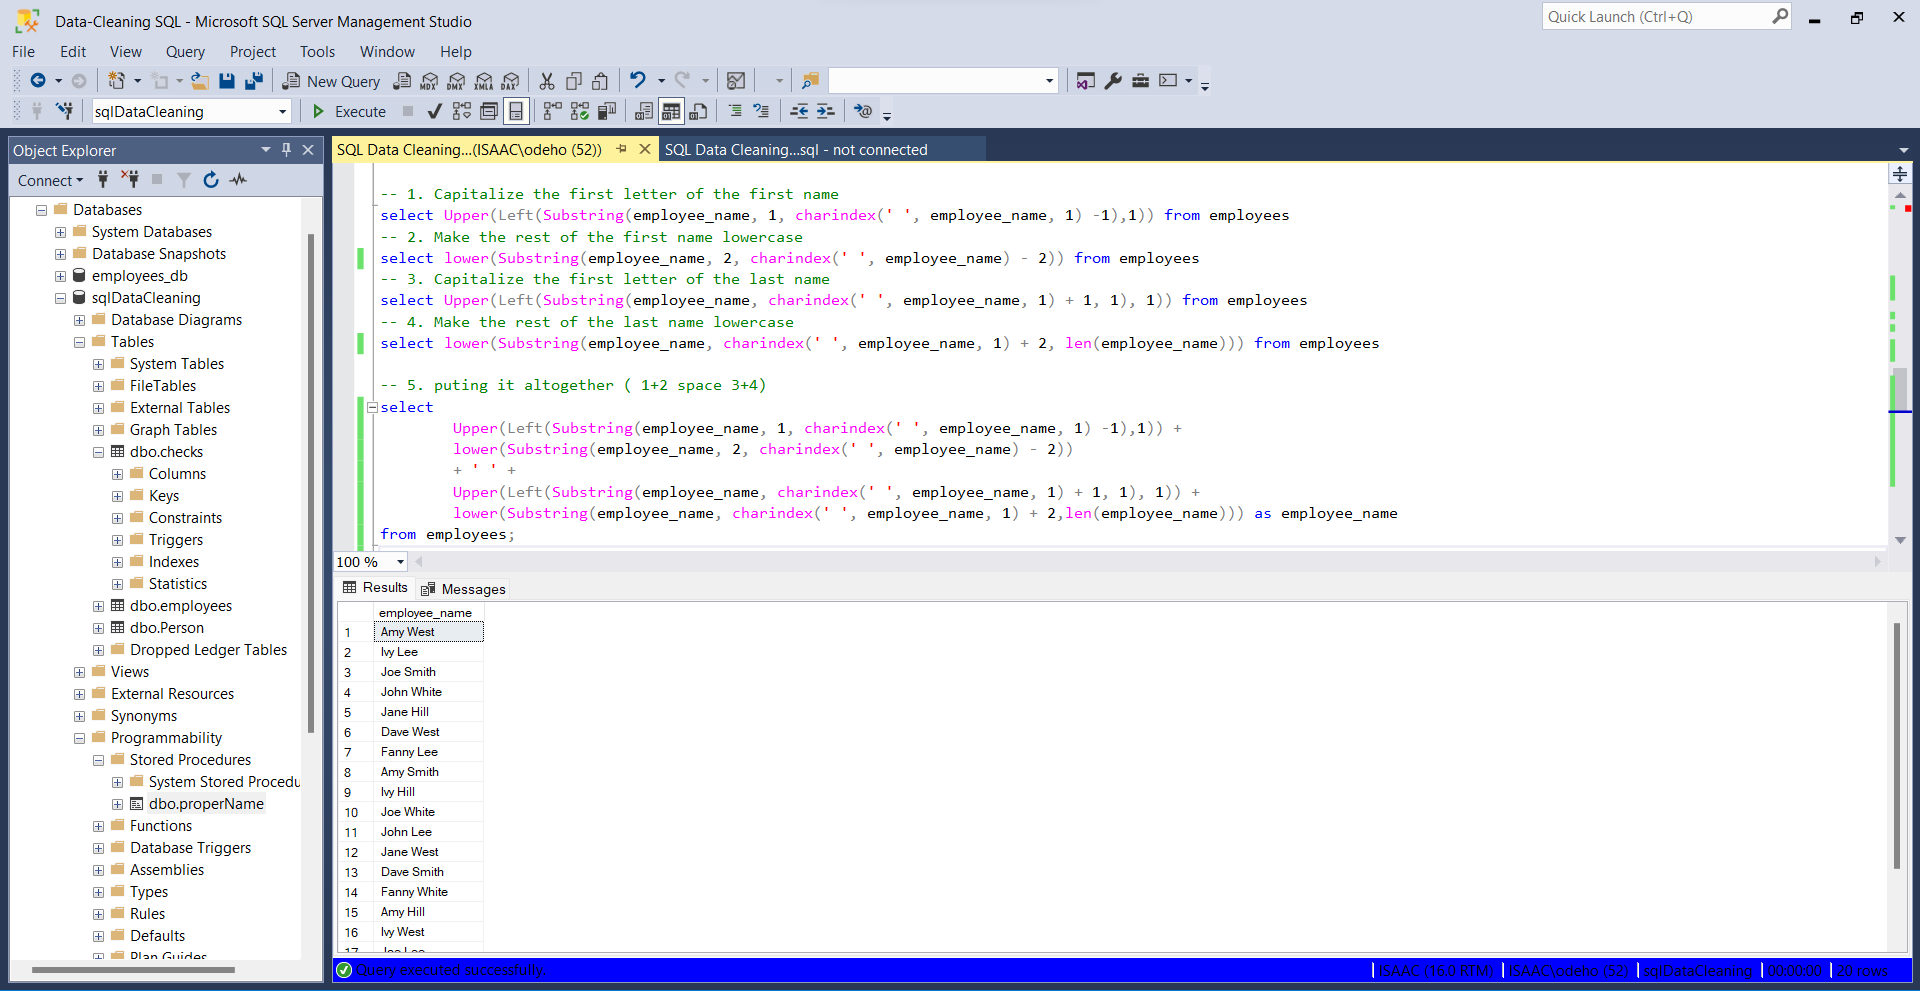 Data-Cleaning SQL - Microsoft SQL Server Management Studio
Quick Launch (Ctrl+Q)
File Edit View Query Project Tools Window Help
New Query MDX DMX XMLA DAX
sqlDataCleaning Execute
Object Explorer
SQL Data Cleaning...(ISAAC\odeho (52)) SQL Data Cleaning...sql - not connected
Connect
Databases
System Databases
Database Snapshots
employees_db
sqlDataCleaning
Database Diagrams
Tables
System Tables
FileTables
External Tables
Graph Tables
dbo.checks
Columns
Keys
Constraints
Triggers
Indexes
Statistics
dbo.employees
dbo.Person
Dropped Ledger Tables
Views
External Resources
Synonyms
Programmability
Stored Procedures
System Stored Procedu
dbo.properName
Functions
Database Triggers
Assemblies
Types
Rules
Defaults
Plan Guides
-- 1. Capitalize the first letter of the first name
select Upper(Left(Substring(employee_name, 1, charindex(' ', employee_name, 1) -1),1)) from employees
-- 2. Make the rest of the first name lowercase
select lower(Substring(employee_name, 2, charindex(' ', employee_name) - 2)) from employees
-- 3. Capitalize the first letter of the last name
select Upper(Left(Substring(employee_name, charindex(' ', employee_name, 1) + 1, 1), 1)) from employees
-- 4. Make the rest of the last name lowercase
select lower(Substring(employee_name, charindex(' ', employee_name, 1) + 2, len(employee_name))) from employees
-- 5. puting it altogether ( 1+2 space 3+4)
select
Upper(Left(Substring(employee_name, 1, charindex(' ', employee_name, 1) -1),1)) +
lower(Substring(employee_name, 2, charindex(' ', employee_name) - 2))
+ ' ' +
Upper(Left(Substring(employee_name, charindex(' ', employee_name, 1) + 1, 1), 1)) +
lower(Substring(employee_name, charindex(' ', employee_name, 1) + 2,len(employee_name))) as employee_name
from employees;
100 %
Results Messages
employee_name
1 Amy West
2 Ivy Lee
3 Joe Smith
4 John White
5 Jane Hill
6 Dave West
7 Fanny Lee
8 Amy Smith
9 Ivy Hill
10 Joe White
11 John Lee
12 Jane West
13 Dave Smith
14 Fanny White
15 Amy Hill
16 Ivy West
17 Joe Lee
Query executed successfully. ISAAC (16.0 RTM) ISAAC\odeho (52) sqlDataCleaning 00:00:00 20 rows